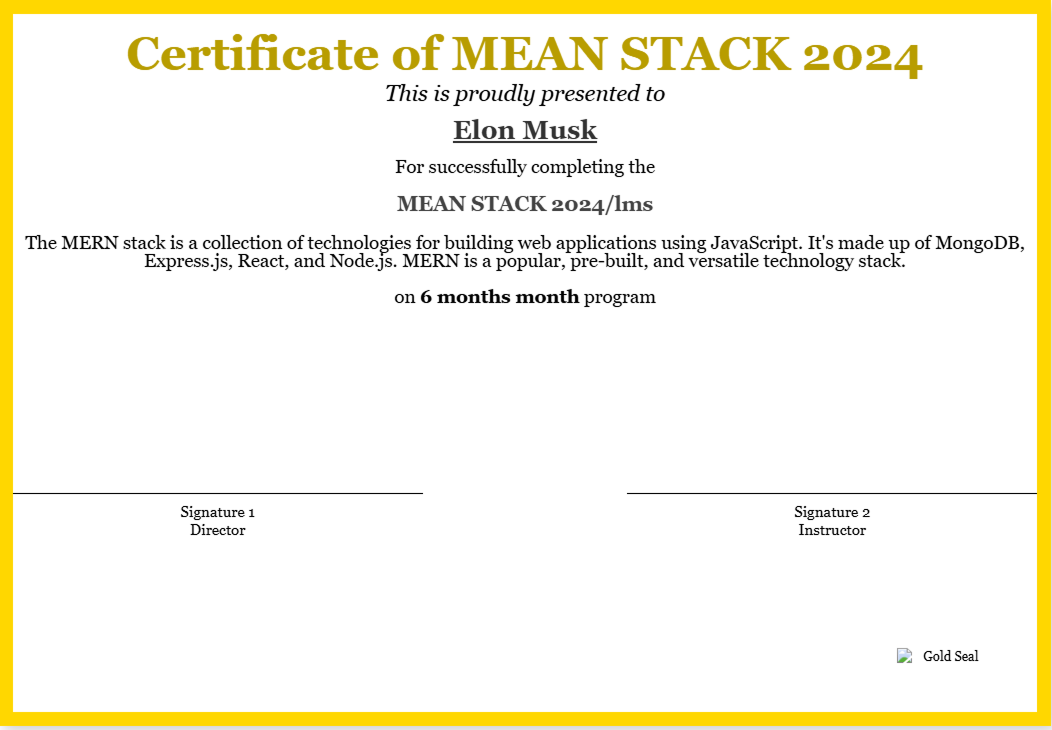 Certificate of MEAN STACK 2024
This is proudly presented to
Elon Musk
For successfully completing the
MEAN STACK 2024/lms
The MERN stack is a collection of technologies for building web applications using JavaScript. It's made up of MongoDB,
Express.js, React, and Node.js. MERN is a popular, pre-built, and versatile technology stack.
on 6 months month program
Signature 1
Director
Signature 2
Instructor
Gold Seal